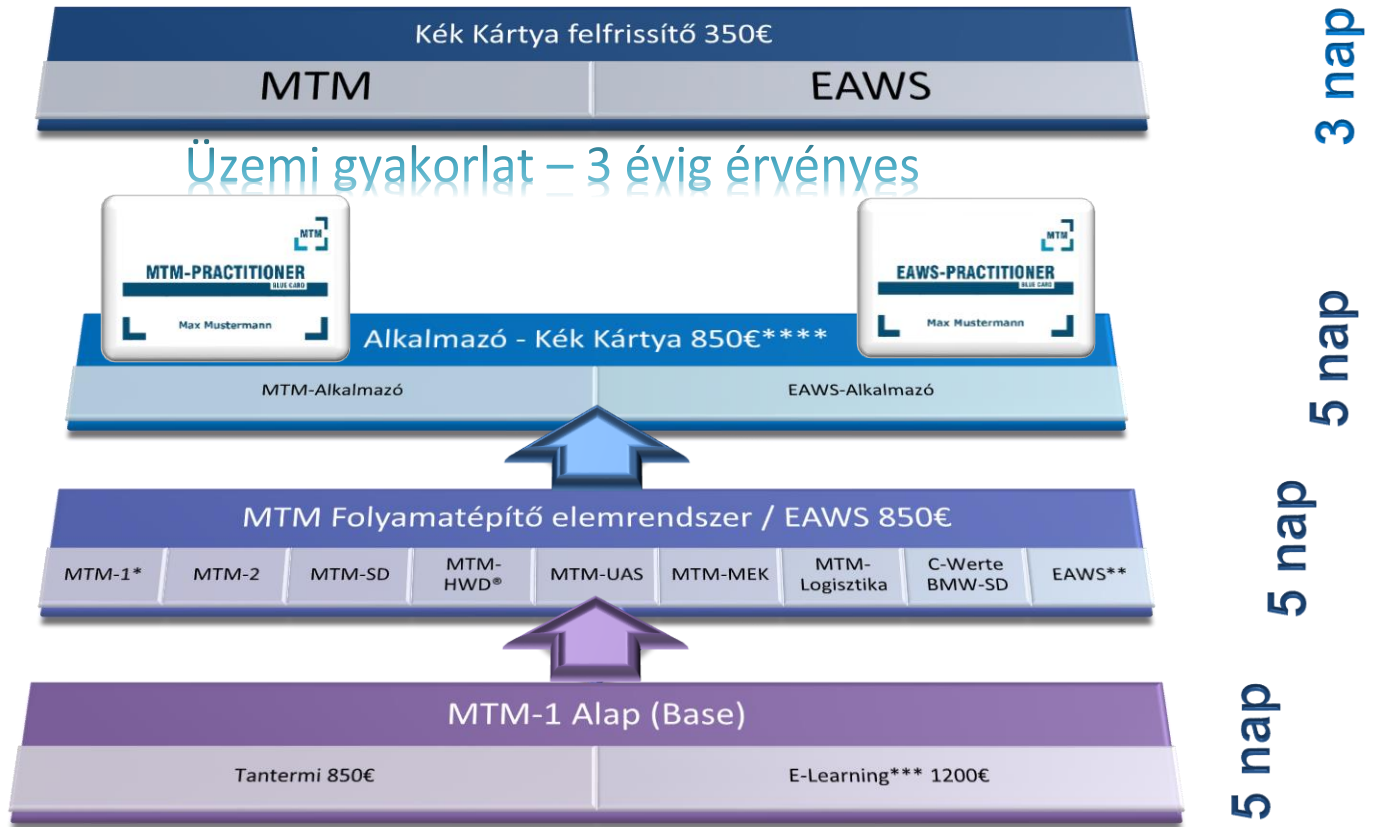 Kék Kártya felfrissítő 350€
MTM
EAWS
3 nap
Üzemi gyakorlat – 3 évig érvényes
MTM
MTM-PRACTITIONER
BLUE CARD
Max Mustermann
MTM
EAWS-PRACTITIONER
BLUE CARD
Max Mustermann
Alkalmazó - Kék Kártya 850€****
MTM-Alkalmazó
EAWS-Alkalmazó
5 nap
MTM Folyamatépítő elemrendszer / EAWS 850€
MTM-1*
MTM-2
MTM-SD
MTM-
HWD®
MTM-UAS
MTM-MEK
MTM-
Logisztika
C-Werte
BMW-SD
EAWS**
5 nap
MTM-1 Alap (Base)
Tantermi 850€
E-Learning*** 1200€
5 nap